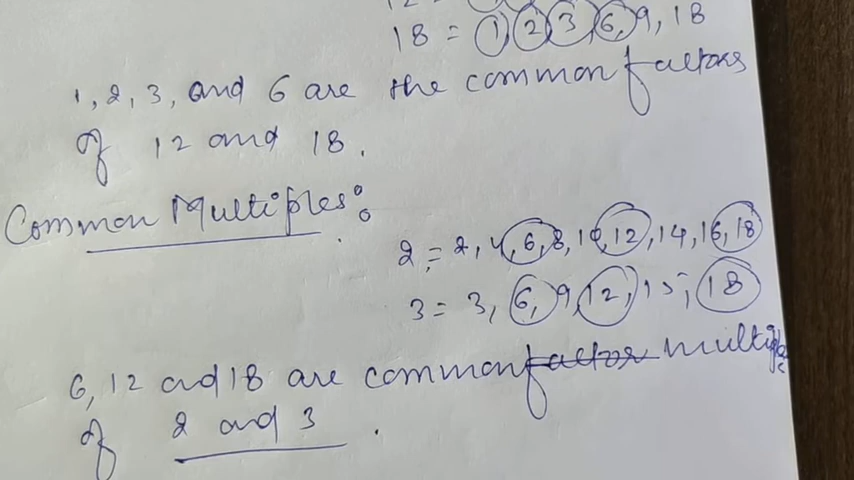 12 =
18 = 1, 2, 3, 6, 9, 18
1, 2, 3, and 6 are the common factors
of 12 and 18.
Common Multiples:
2 = 2, 4, 6, 8, 10, 12, 14, 16, 18
3 = 3, 6, 9, 12, 15, 18
6, 12 and 18 are common factor multiples
of 2 and 3.